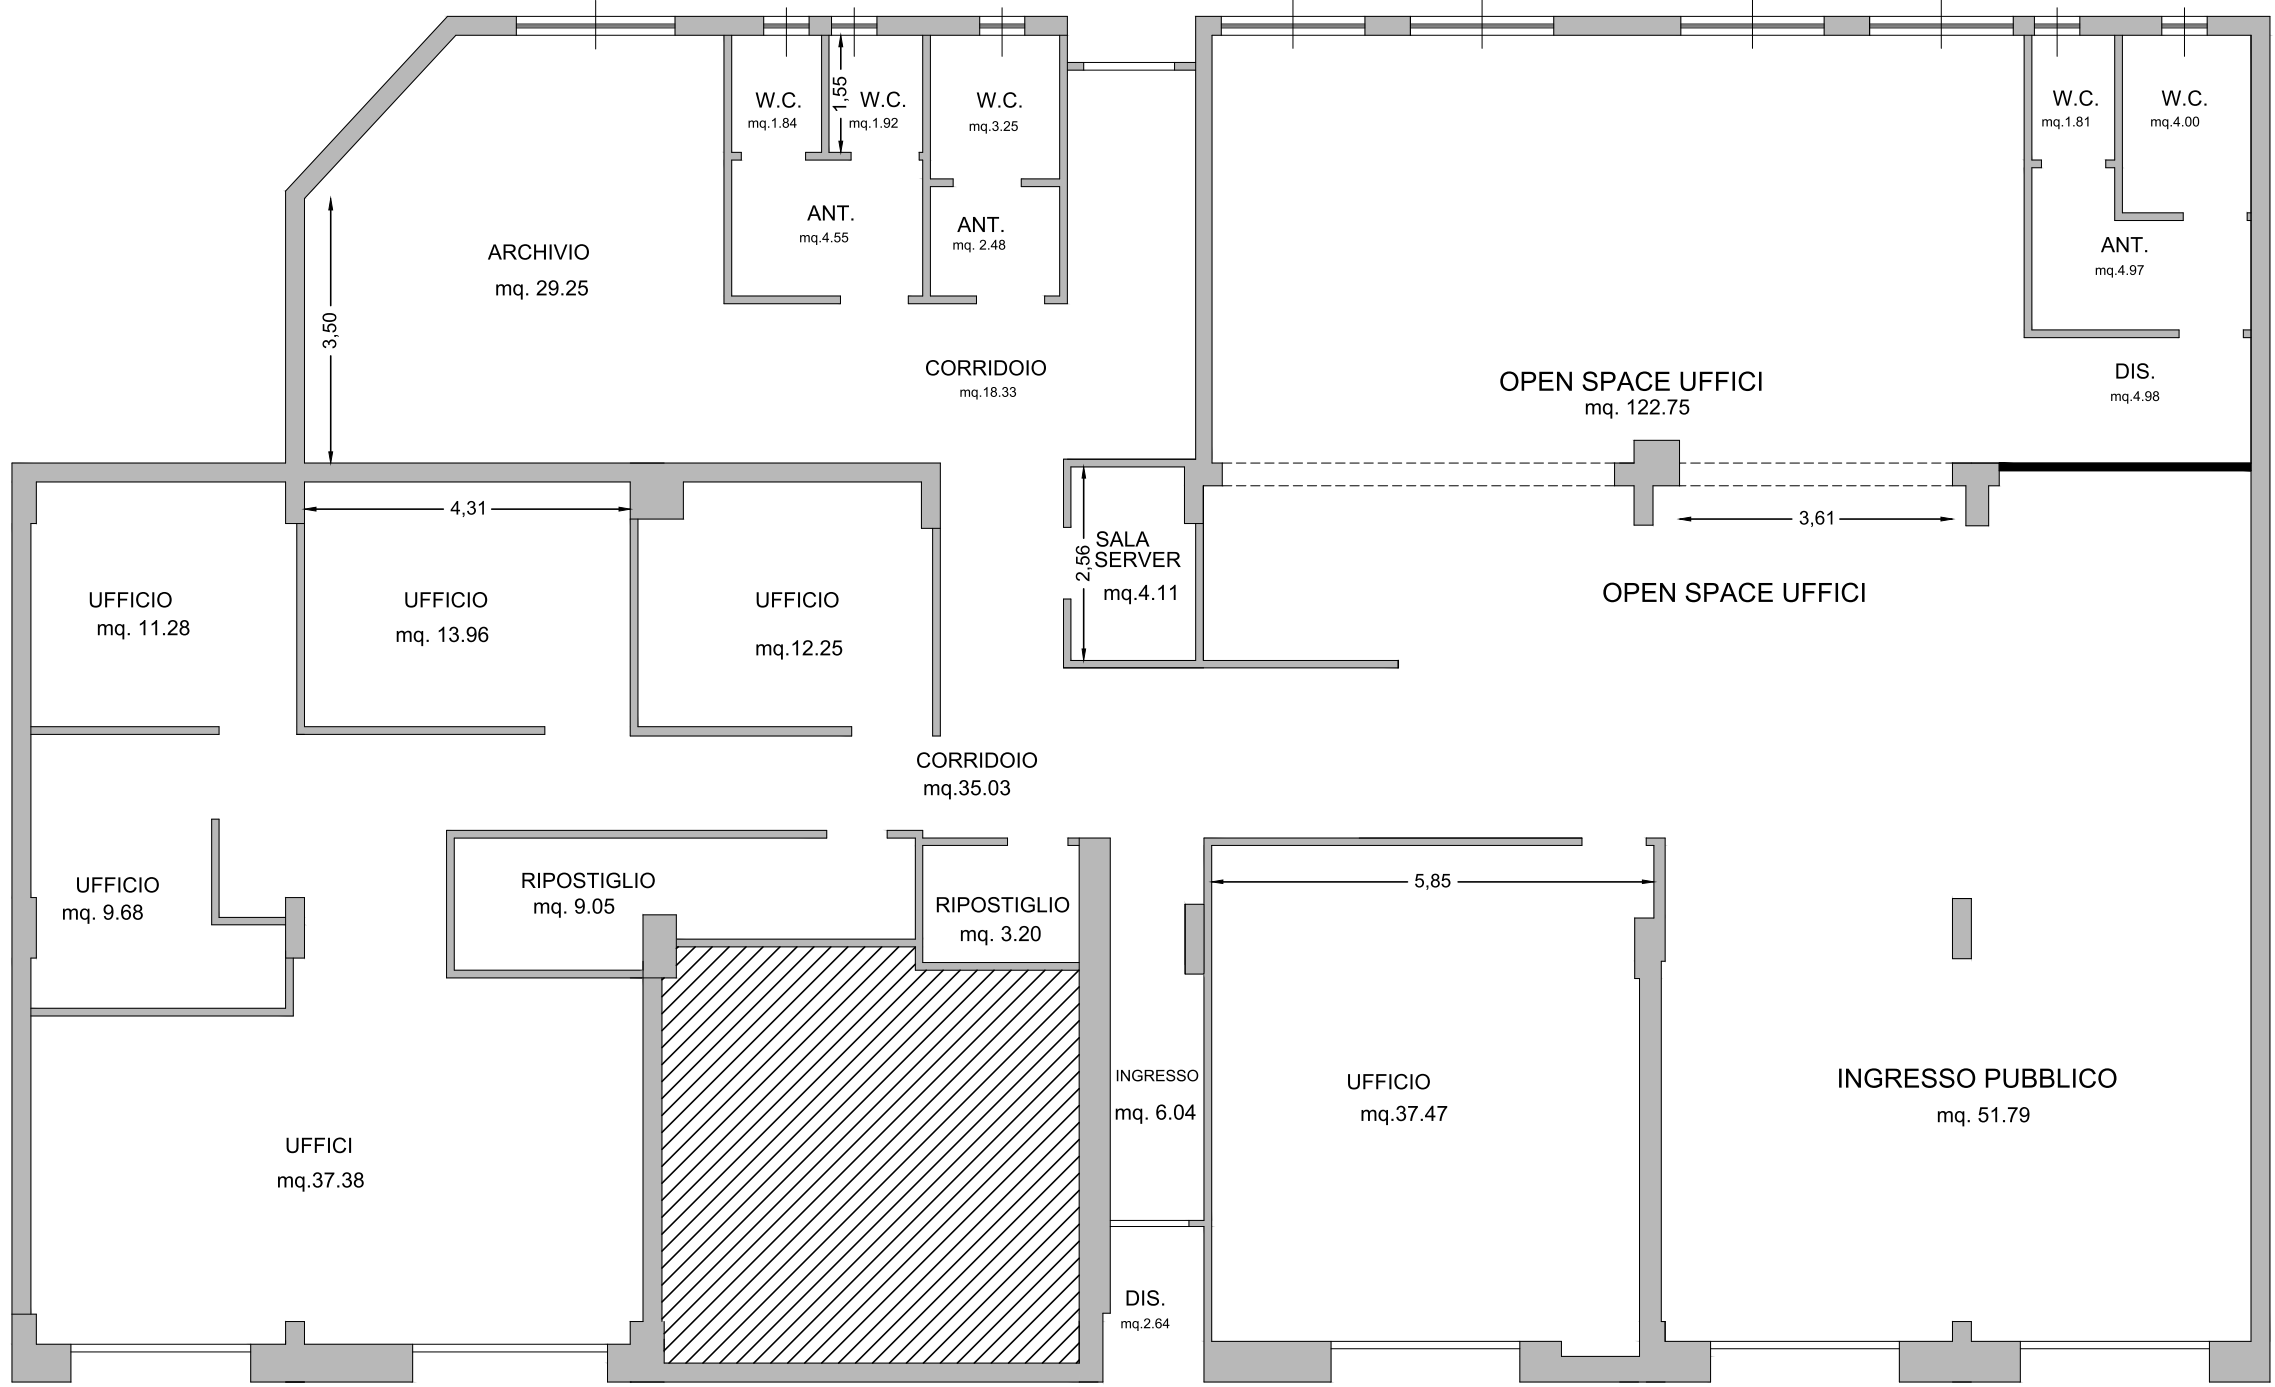 W.C.
mq.1.84
1,55
W.C.
mq.1.92
W.C.
mq.3.25
W.C.
mq.1.81
W.C.
mq.4.00
ANT.
mq.4.55
ANT.
mq. 2.48
ARCHIVIO
mq. 29.25
3,50
ANT.
mq.4.97
CORRIDOIO
mq.18.33
OPEN SPACE UFFICI
mq. 122.75
DIS.
mq.4.98
4,31
3,61
SALA
SERVER
mq.4.11
2,56
OPEN SPACE UFFICI
UFFICIO
mq. 11.28
UFFICIO
mq. 13.96
UFFICIO
mq.12.25
CORRIDOIO
mq.35.03
UFFICIO
mq. 9.68
RIPOSTIGLIO
mq. 9.05
RIPOSTIGLIO
mq. 3.20
5,85
INGRESSO
mq. 6.04
UFFICIO
mq.37.47
INGRESSO PUBBLICO
mq. 51.79
UFFICI
mq.37.38
DIS.
mq.2.64